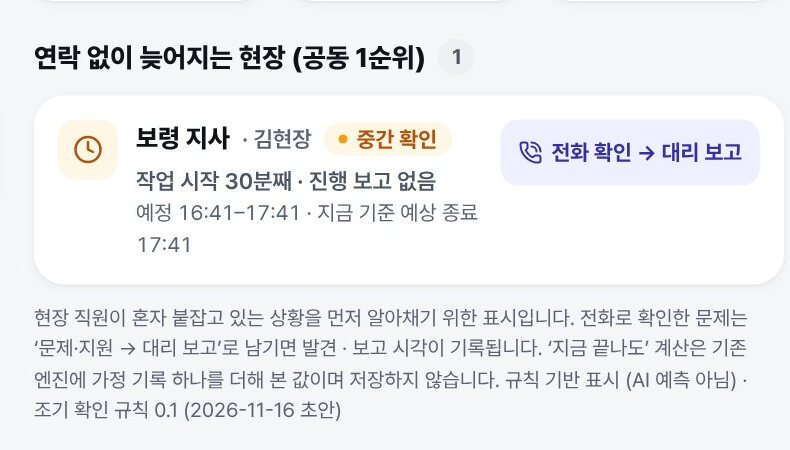 연락 없이 늦어지는 현장 (공동 1순위) 1
보령 지사 · 김현장 중간 확인
전화 확인 → 대리 보고
작업 시작 30분째 · 진행 보고 없음
예정 16:41–17:41 · 지금 기준 예상 종료
17:41
현장 직원이 혼자 붙잡고 있는 상황을 먼저 알아채기 위한 표시입니다. 전화로 확인한 문제는
‘문제·지원 → 대리 보고’로 남기면 발견 · 보고 시각이 기록됩니다. ‘지금 끝나도’ 계산은 기존
엔진에 가정 기록 하나를 더해 본 값이며 저장하지 않습니다. 규칙 기반 표시 (AI 예측 아님) ·
조기 확인 규칙 0.1 (2026-11-16 초안)